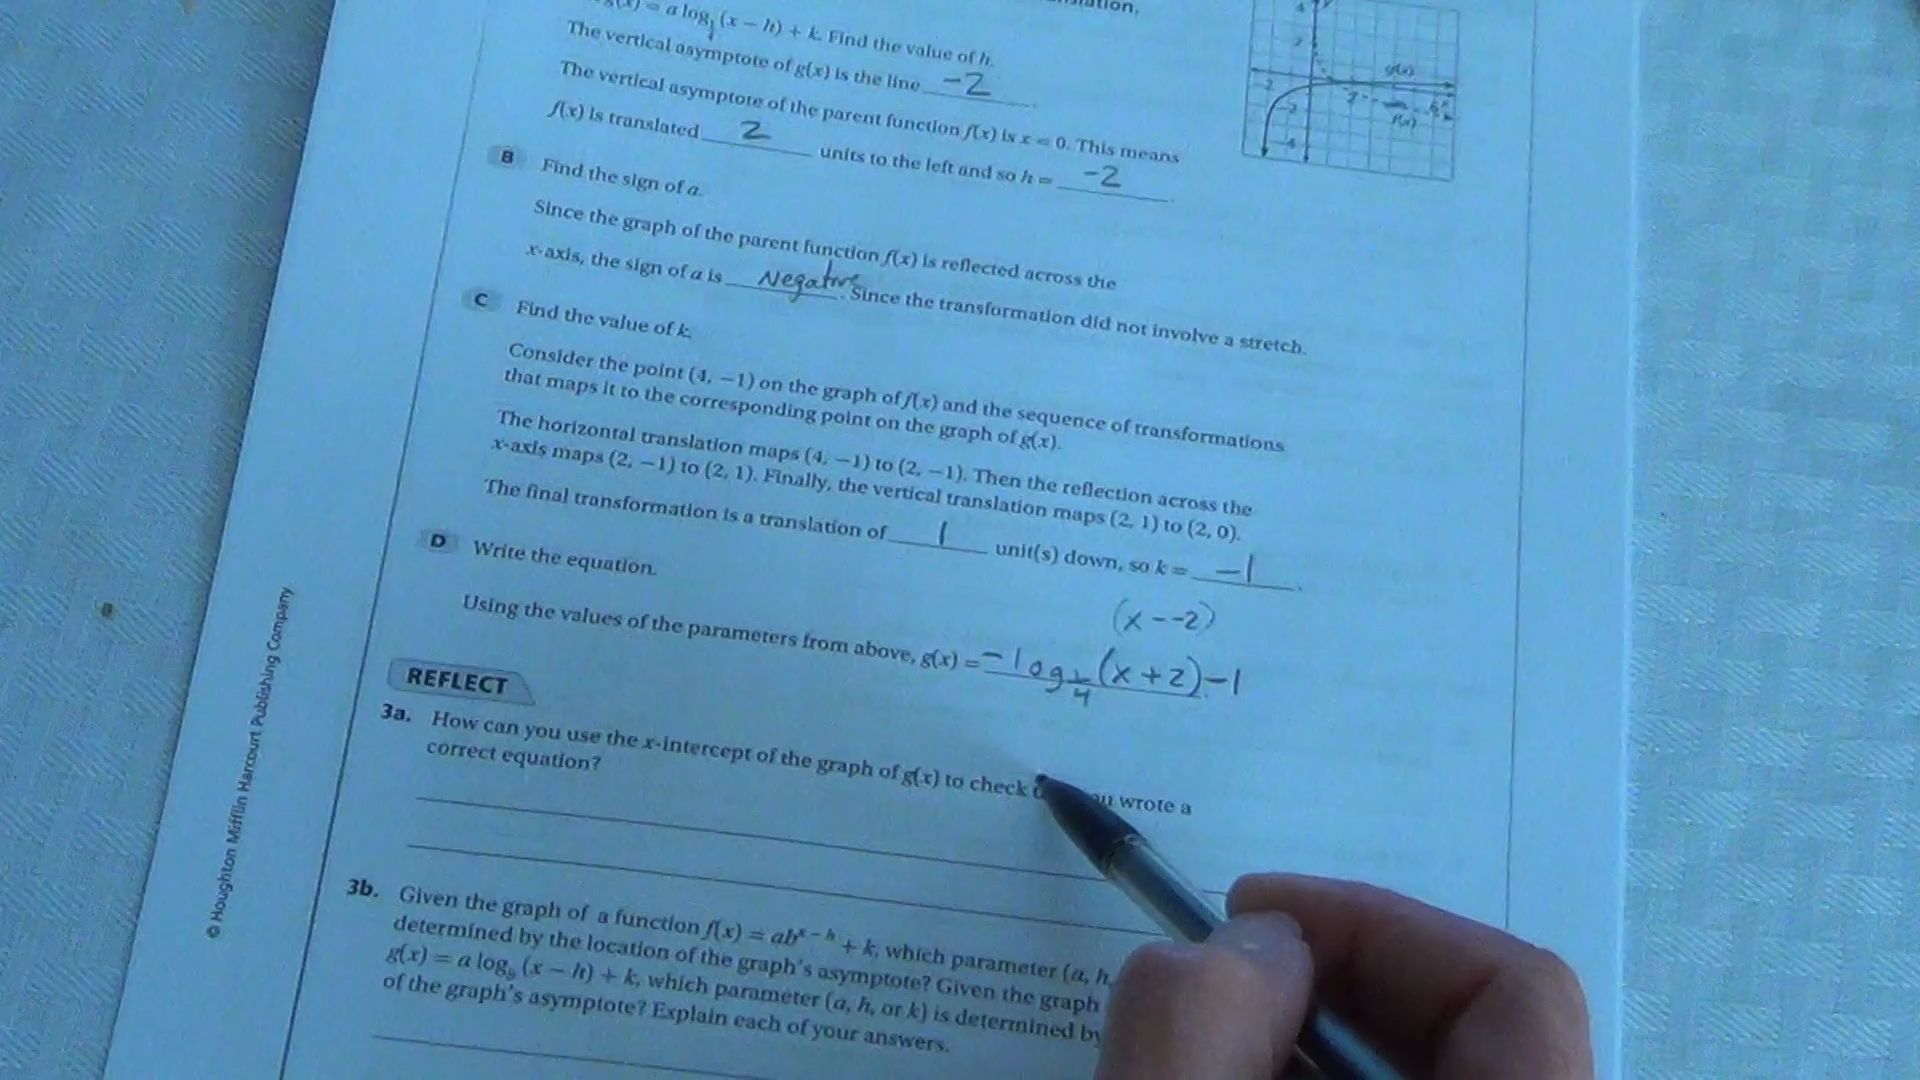 g(x) = a log (x − h) + k. Find the value of h.
The vertical asymptote of g(x) is the line -2 .
The vertical asymptote of the parent function f(x) is x = 0. This means
f(x) is translated 2 units to the left and so h = -2 .
B Find the sign of a.
Since the graph of the parent function f(x) is reflected across the
x-axis, the sign of a is Negative . Since the transformation did not involve a stretch.
C Find the value of k.
Consider the point (4, −1) on the graph of f(x) and the sequence of transformations
that maps it to the corresponding point on the graph of g(x).
The horizontal translation maps (4, −1) to (2, −1). Then the reflection across the
x-axis maps (2, −1) to (2, 1). Finally, the vertical translation maps (2, 1) to (2, 0).
The final transformation is a translation of 1 unit(s) down, so k = -1 .
D Write the equation.
(x--2)
Using the values of the parameters from above, g(x) = -log 1/4 (x+2)-1
REFLECT
3a. How can you use the x-intercept of the graph of g(x) to check wrote a
correct equation?
3b. Given the graph of a function f(x) = ab^(x − h) + k, which parameter (a, h,
determined by the location of the graph's asymptote? Given the graph
g(x) = a log_b (x − h) + k, which parameter (a, h, or k) is determined by
of the graph's asymptote? Explain each of your answers.
© Houghton Mifflin Harcourt Publishing Company
g(x)
f(x)